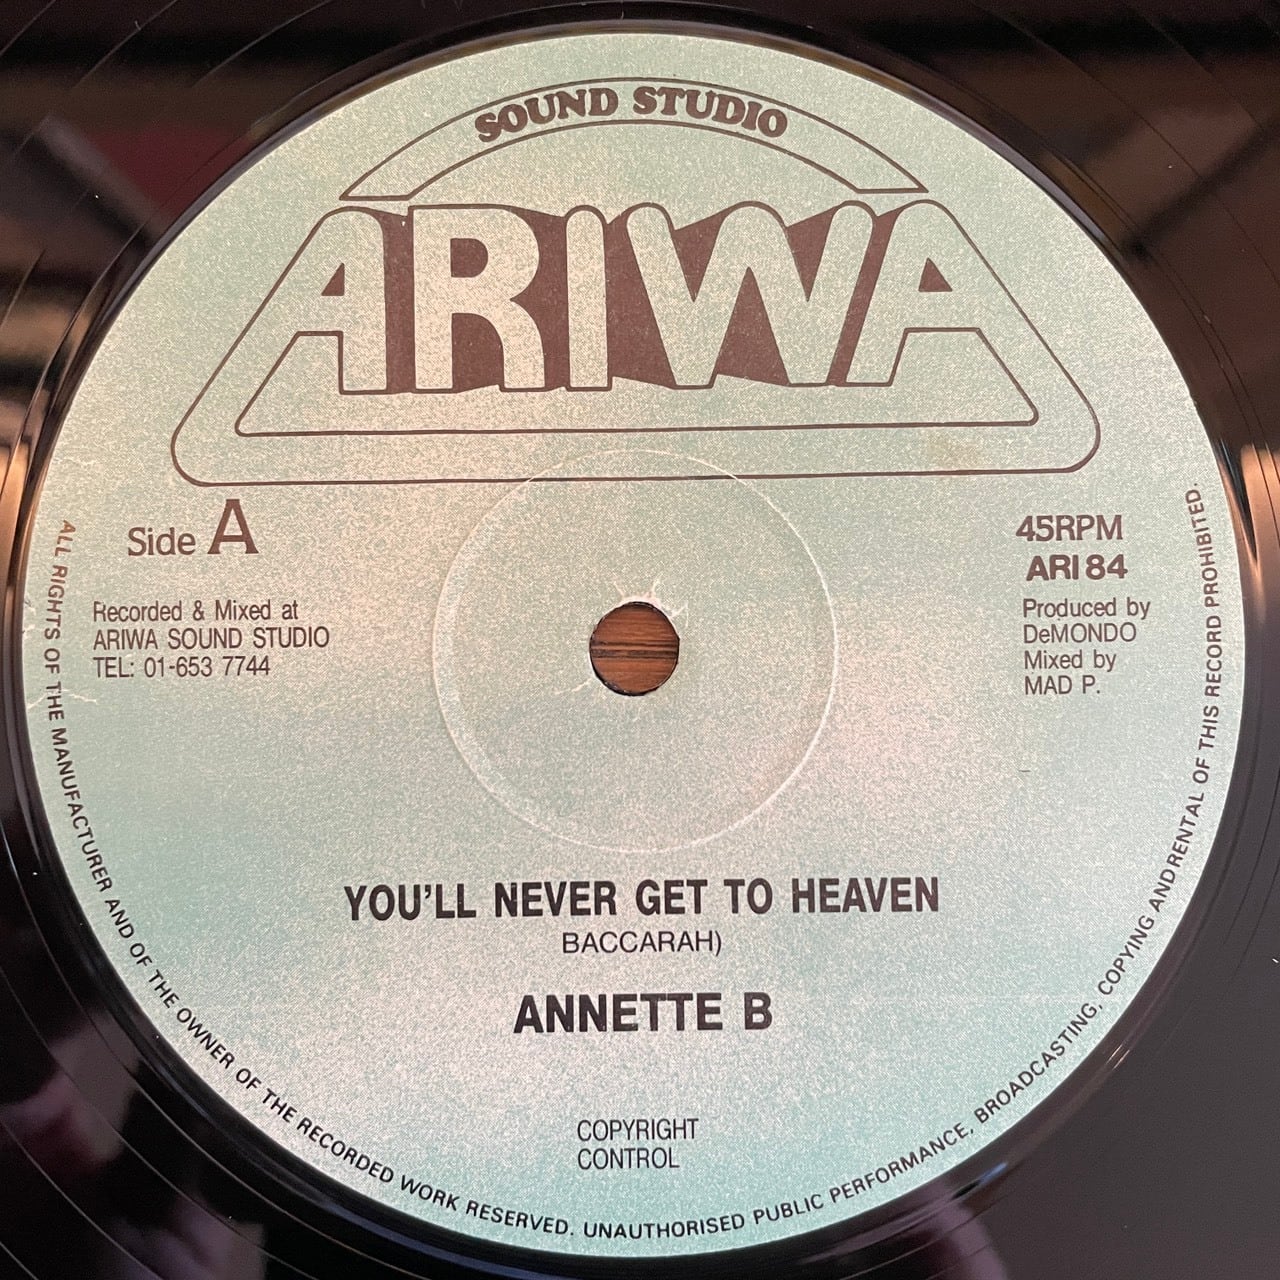 SOUND STUDIO
ARIWA
Side A
Recorded & Mixed at
ARIWA SOUND STUDIO
TEL: 01-653 7744
45RPM
ARI 84
Produced by
DeMONDO
Mixed by
MAD P.
YOU'LL NEVER GET TO HEAVEN
BACCARAH)
ANNETTE B
COPYRIGHT
CONTROL
ALL RIGHTS OF THE MANUFACTURER AND OF THE OWNER OF THE RECORDED WORK RESERVED. UNAUTHORISED PUBLIC PERFORMANCE, BROADCASTING, COPYING ANDRENTAL OF THIS RECORD PROHIBITED.